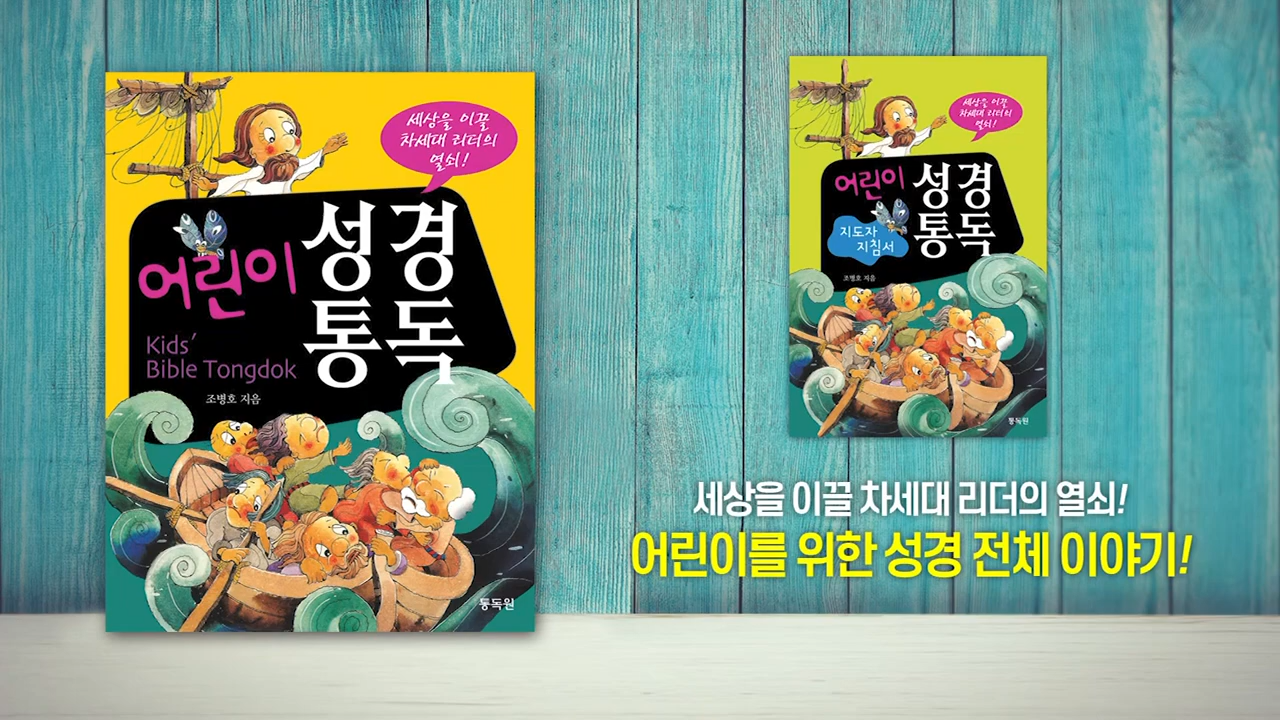 세상을 이끌
차세대 리더의
열쇠!
어린이 성경
통독
Kids'
Bible Tongdok
조병호 지음
통독원
세상을 이끌
차세대 리더의
열쇠!
어린이 성경
통독
지도자
지침서
조병호 지음
통독원
세상을 이끌 차세대 리더의 열쇠!
어린이를 위한 성경 전체 이야기!